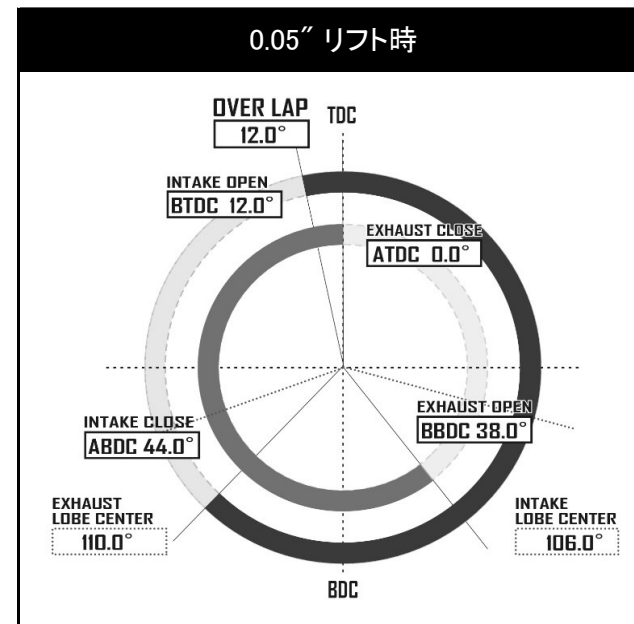 0.05″ リフト時
OVER LAP
12.0°
TDC
INTAKE OPEN
BTDC 12.0°
EXHAUST CLOSE
ATDC 0.0°
INTAKE CLOSE
ABDC 44.0°
EXHAUST OPEN
BBDC 38.0°
EXHAUST
LOBE CENTER
110.0°
INTAKE
LOBE CENTER
106.0°
BDC